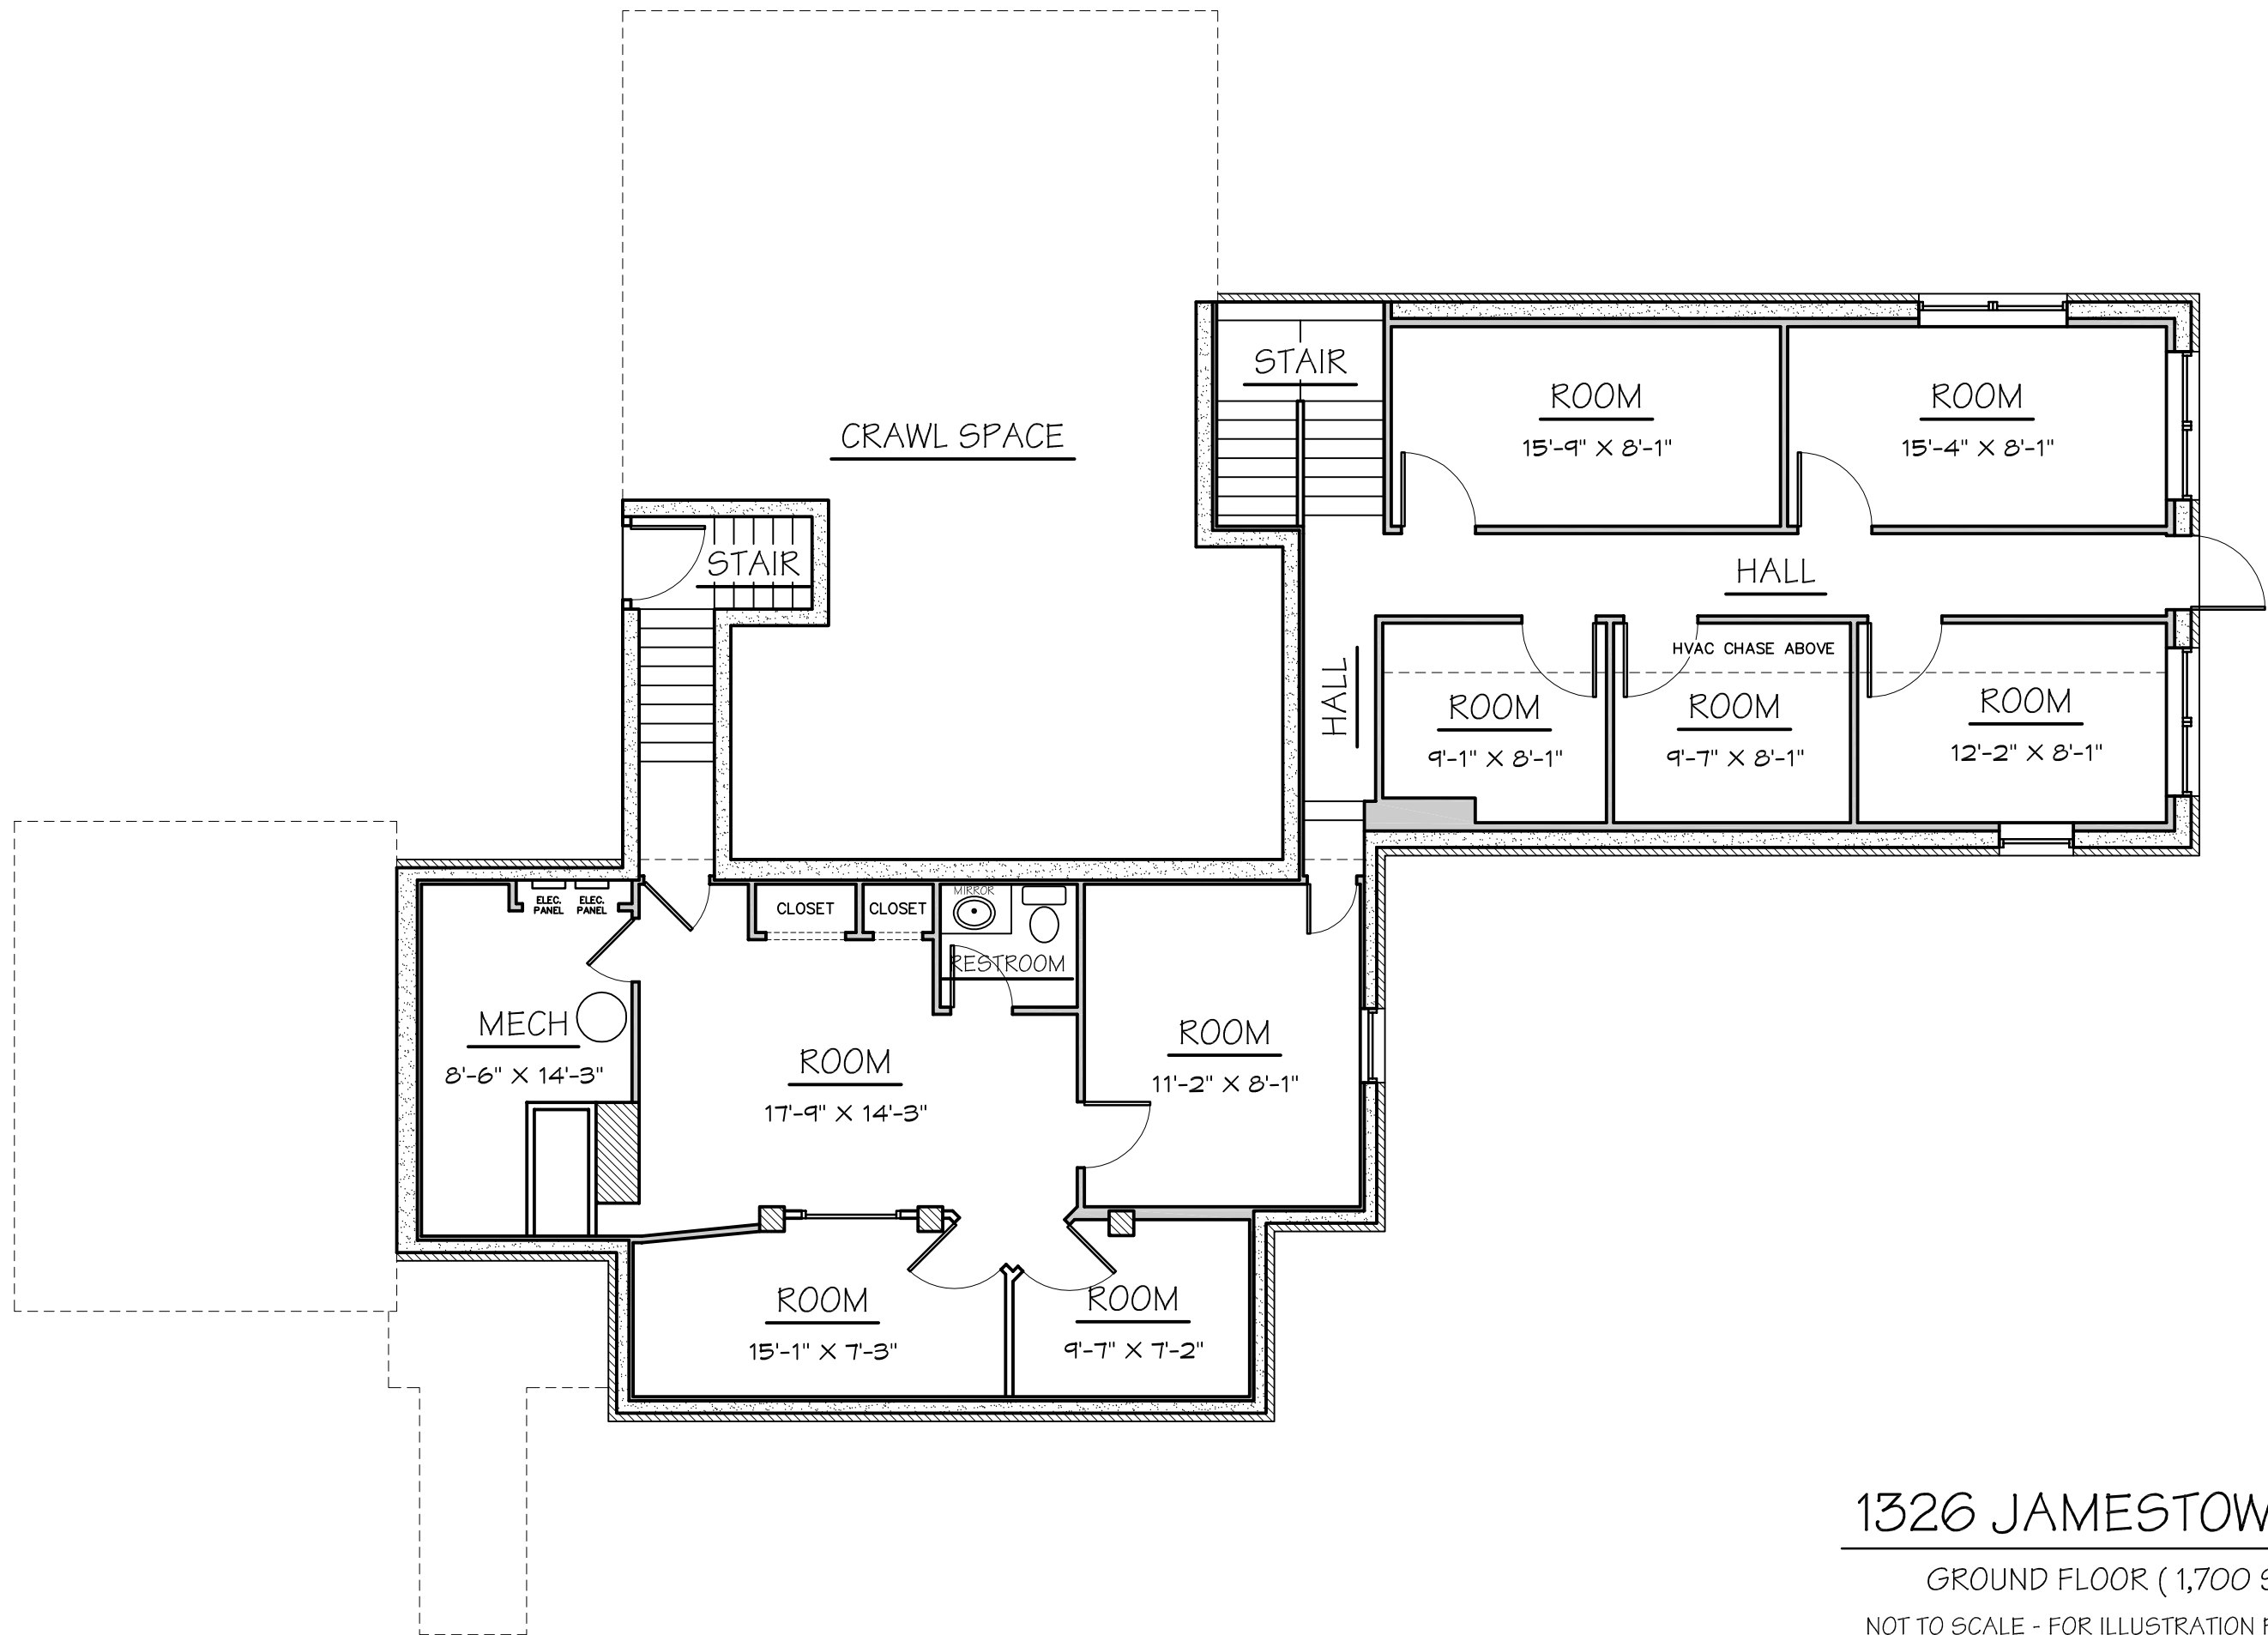 STAIR
ROOM
15'-9" X 8'-1"
ROOM
15'-4" X 8'-1"
CRAWL SPACE
STAIR
HALL
HALL
HVAC CHASE ABOVE
ROOM
9'-1" X 8'-1"
ROOM
9'-7" X 8'-1"
ROOM
12'-2" X 8'-1"
ELEC.
PANEL
ELEC.
PANEL
CLOSET
CLOSET
MIRROR
RESTROOM
MECH
8'-6" X 14'-3"
ROOM
17'-9" X 14'-3"
ROOM
11'-2" X 8'-1"
ROOM
15'-1" X 7'-3"
ROOM
9'-7" X 7'-2"
1326 JAMESTOW
GROUND FLOOR ( 1,700 S
NOT TO SCALE - FOR ILLUSTRATION